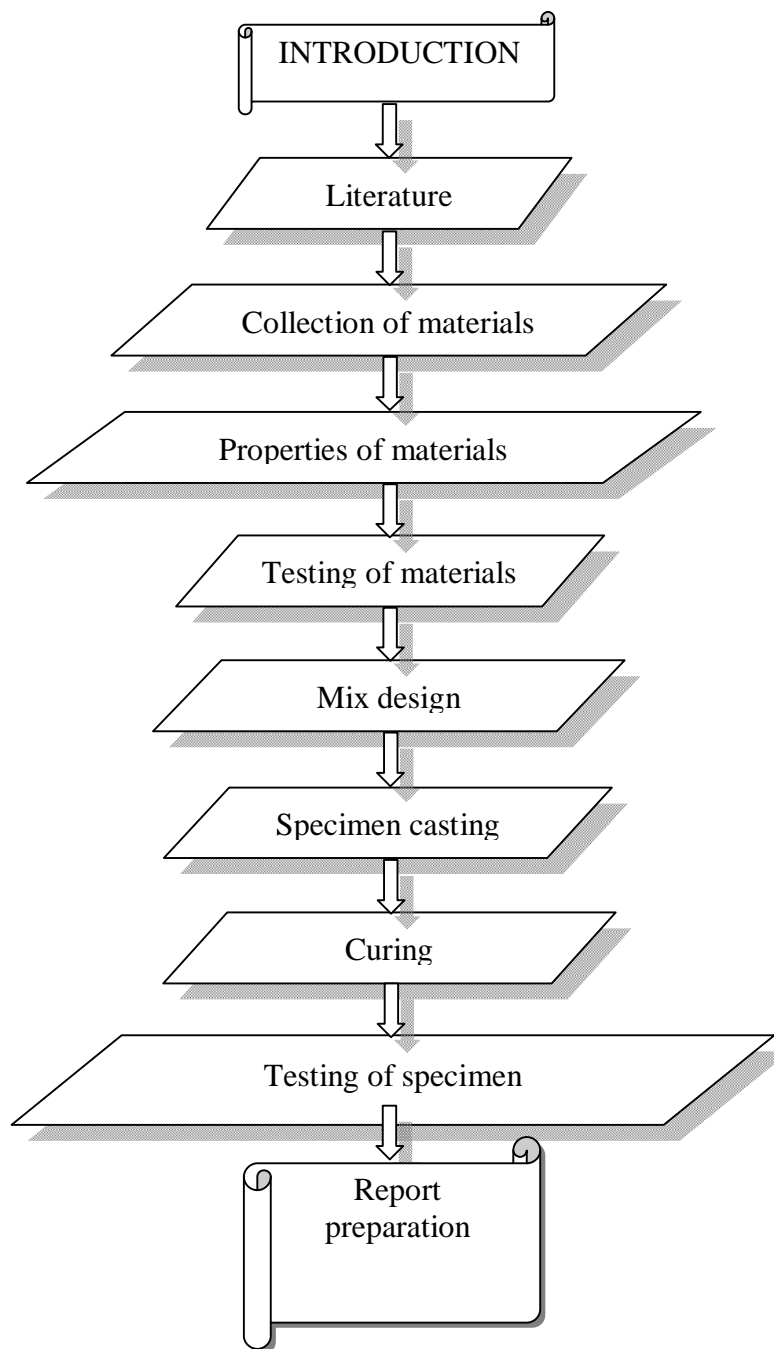 INTRODUCTION
Literature
Collection of materials
Properties of materials
Testing of materials
Mix design
Specimen casting
Curing
Testing of specimen
Report
preparation